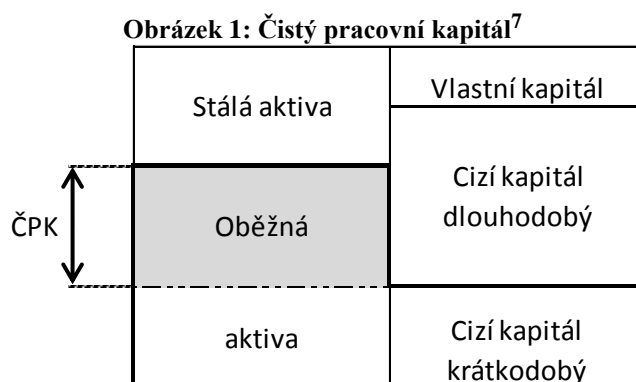 Obrázek 1: Čistý pracovní kapitál7
Stálá aktiva
Vlastní kapitál
Cizí kapitál
dlouhodobý
ČPK
Oběžná
aktiva
Cizí kapitál
krátkodobý